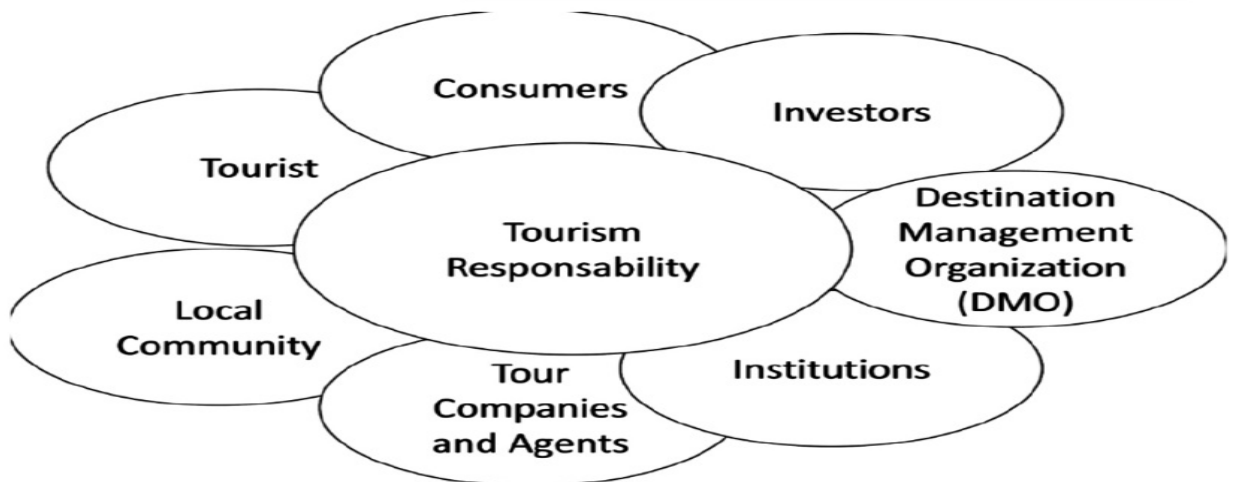 Consumers
Investors
Tourist
Destination
Management
Organization
(DMO)
Tourism
Responsability
Local
Community
Institutions
Tour
Companies
and Agents